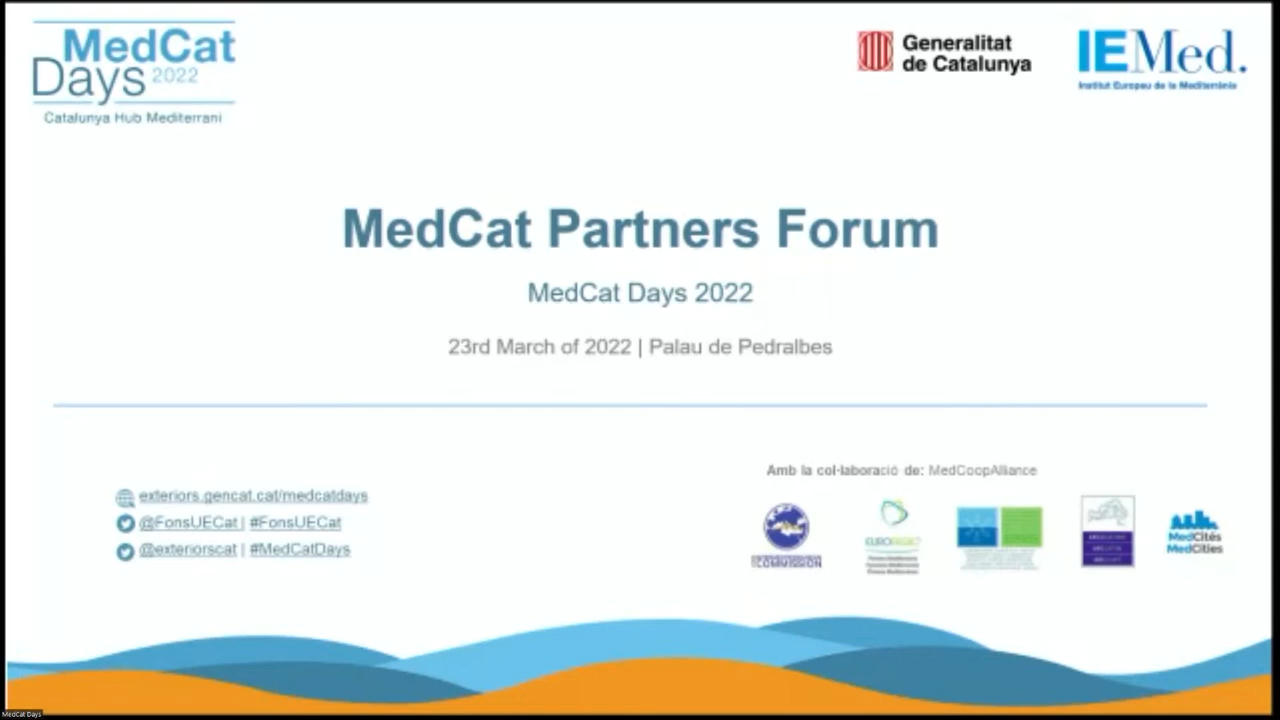 MedCat
Days 2022
Catalunya Hub Mediterrani
Generalitat
de Catalunya
IEMed.
Institut Europeu de la Mediterrània
MedCat Partners Forum
MedCat Days 2022
23rd March of 2022 | Palau de Pedralbes
exteriors.gencat.cat/medcatdays
@FonsUECat | #FonsUECat
@exteriorscat | #MedCatDays
Amb la col·laboració de: MedCoopAlliance
COMMISSION
MedCités
MedCities
MedCat Days